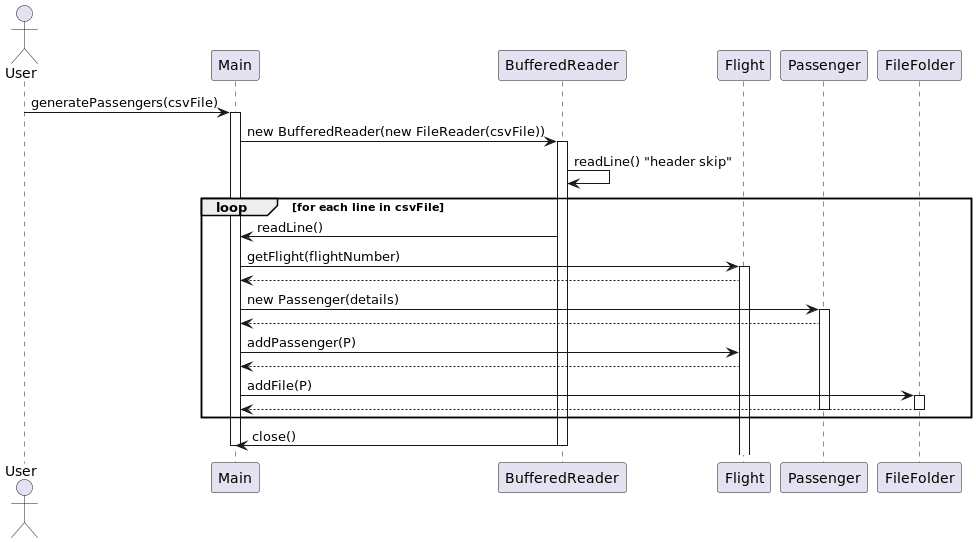 User
Main
BufferedReader
Flight
Passenger
FileFolder
generatePassengers(csvFile)
new BufferedReader(new FileReader(csvFile))
readLine() "header skip"
loop [for each line in csvFile]
readLine()
getFlight(flightNumber)
new Passenger(details)
addPassenger(P)
addFile(P)
close()
User
Main
BufferedReader
Flight
Passenger
FileFolder